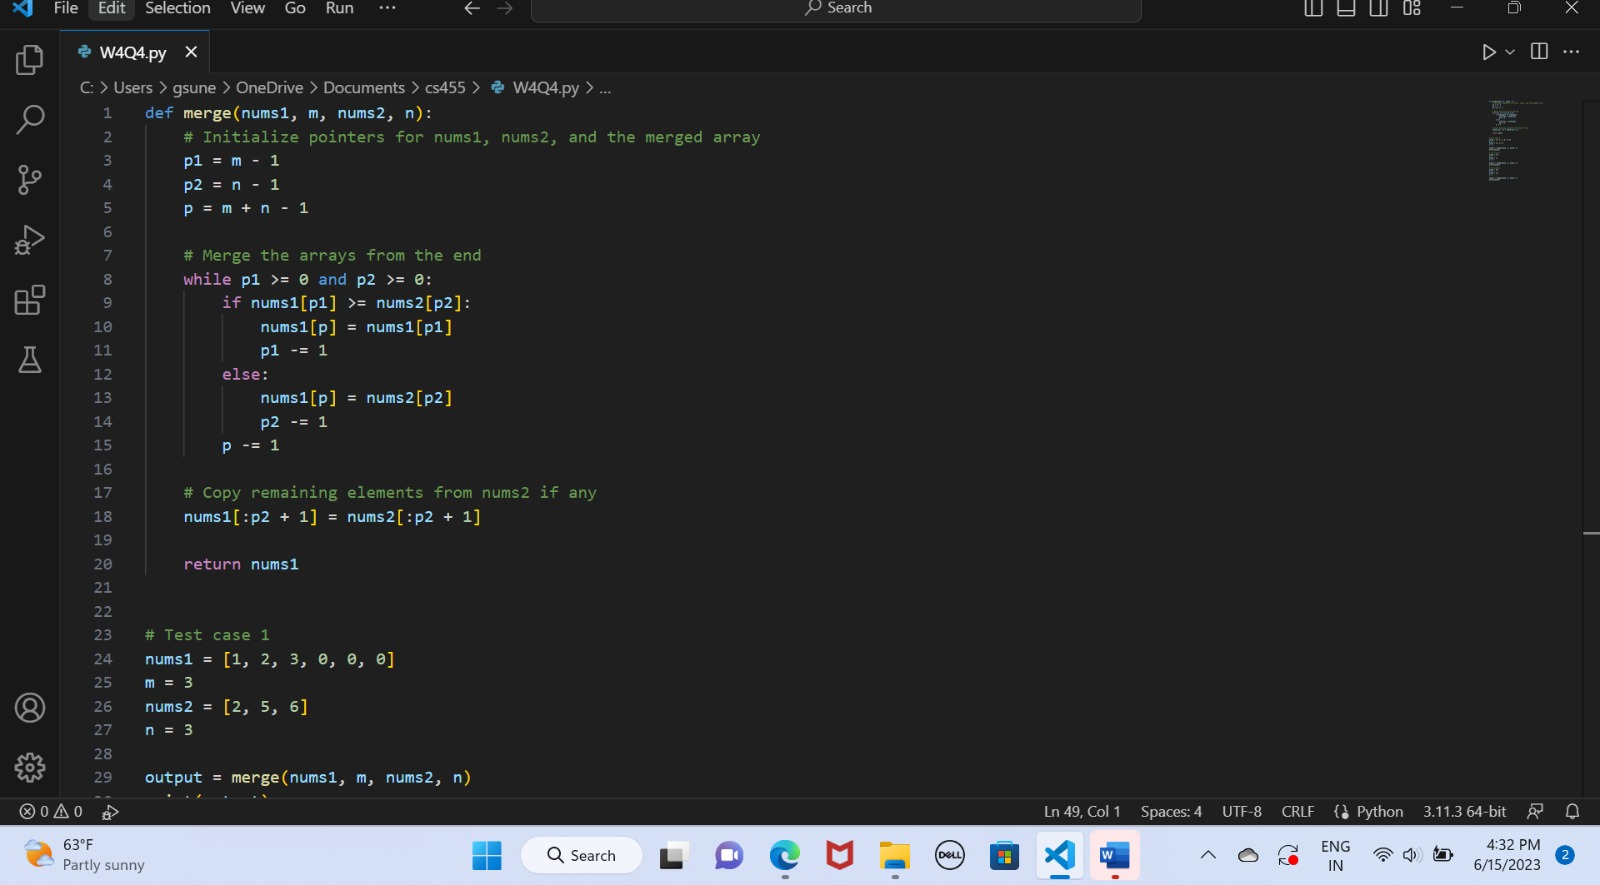 File Edit Selection View Go Run ··· Search
W4Q4.py
C: > Users > gsune > OneDrive > Documents > cs455 > W4Q4.py > ...
1 def merge(nums1, m, nums2, n):
2     # Initialize pointers for nums1, nums2, and the merged array
3     p1 = m - 1
4     p2 = n - 1
5     p = m + n - 1
6
7     # Merge the arrays from the end
8     while p1 >= 0 and p2 >= 0:
9         if nums1[p1] >= nums2[p2]:
10             nums1[p] = nums1[p1]
11             p1 -= 1
12         else:
13             nums1[p] = nums2[p2]
14             p2 -= 1
15         p -= 1
16
17     # Copy remaining elements from nums2 if any
18     nums1[:p2 + 1] = nums2[:p2 + 1]
19
20     return nums1
21
22
23 # Test case 1
24 nums1 = [1, 2, 3, 0, 0, 0]
25 m = 3
26 nums2 = [2, 5, 6]
27 n = 3
28
29 output = merge(nums1, m, nums2, n)
0 0 Ln 49, Col 1 Spaces: 4 UTF-8 CRLF Python 3.11.3 64-bit
63°F
Partly sunny
Search
DELL
W
ENG
IN
4:32 PM
6/15/2023
2